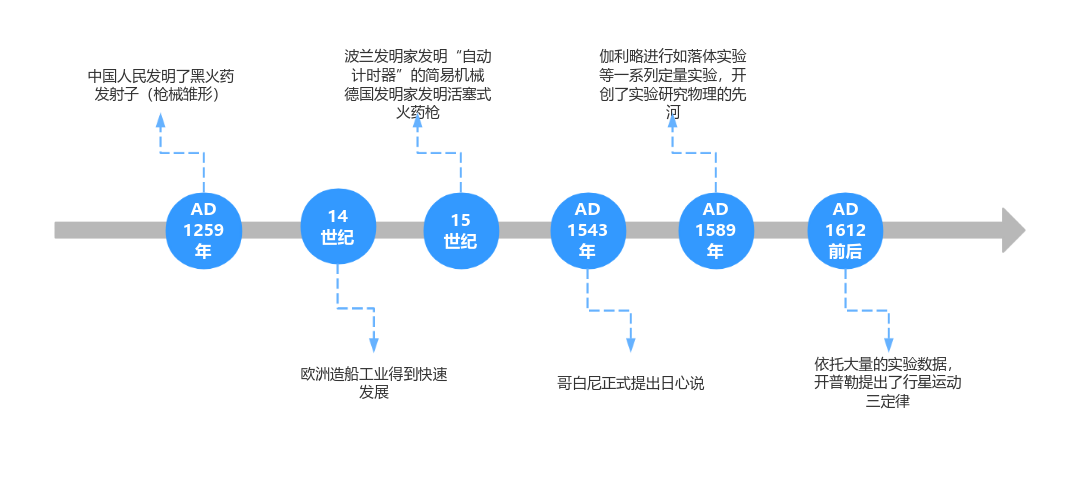 中国人民发明了黑火药
发射子（枪械雏形）
波兰发明家发明“自动
计时器”的简易机械
德国发明家发明活塞式
火药枪
伽利略进行如落体实验
等一系列定量实验，开
创了实验研究物理的先
河
AD
1259
年
14
世纪
15
世纪
AD
1543
年
AD
1589
年
AD
1612
前后
欧洲造船工业得到快速
发展
哥白尼正式提出日心说
依托大量的实验数据，
开普勒提出了行星运动
三定律